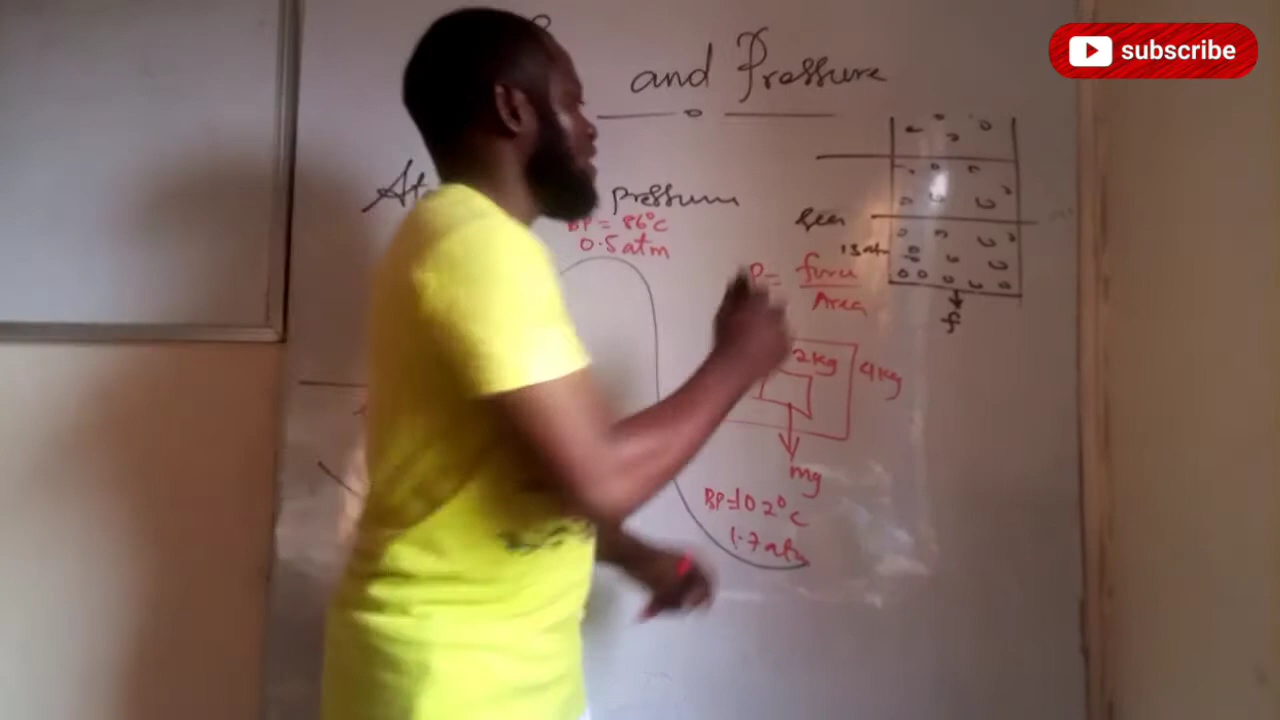 subscribe
and Pressure
pressure
BP = 86°C
0.5 atm
1.5 atm
P = force
Area
2kg
4kg
mg
BP=102°C
1.7 atm